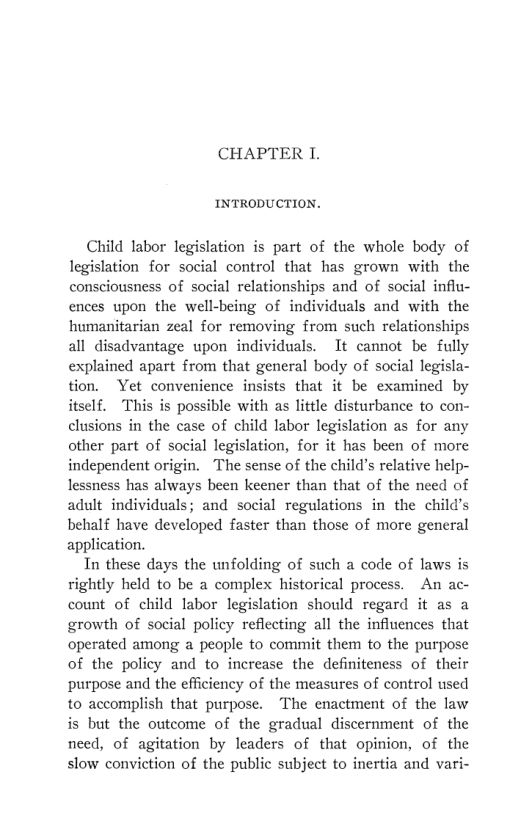 CHAPTER I.
INTRODUCTION.
Child labor legislation is part of the whole body of
legislation for social control that has grown with the
consciousness of social relationships and of social influ-
ences upon the well-being of individuals and with the
humanitarian zeal for removing from such relationships
all disadvantage upon individuals. It cannot be fully
explained apart from that general body of social legisla-
tion. Yet convenience insists that it be examined by
itself. This is possible with as little disturbance to con-
clusions in the case of child labor legislation as for any
other part of social legislation, for it has been of more
independent origin. The sense of the child's relative help-
lessness has always been keener than that of the need of
adult individuals; and social regulations in the child's
behalf have developed faster than those of more general
application.
In these days the unfolding of such a code of laws is
rightly held to be a complex historical process. An ac-
count of child labor legislation should regard it as a
growth of social policy reflecting all the influences that
operated among a people to commit them to the purpose
of the policy and to increase the definiteness of their
purpose and the efficiency of the measures of control used
to accomplish that purpose. The enactment of the law
is but the outcome of the gradual discernment of the
need, of agitation by leaders of that opinion, of the
slow conviction of the public subject to inertia and vari-